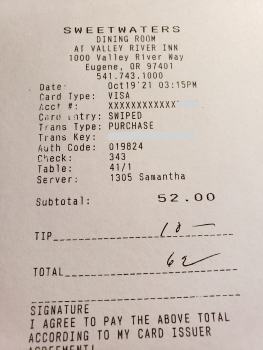 SWEETWATERS
DINING ROOM
AT VALLEY RIVER INN
1000 Valley River Way
Eugene, OR 97401
541.743.1000
Date: Oct19'21 03:15PM
Card Type: VISA
Acct #: XXXXXXXXXXXX
Card Entry: SWIPED
Trans Type: PURCHASE
Trans Key:
Auth Code: 019824
Check: 343
Table: 41/1
Server: 1305 Samantha
Subtotal: 52.00
TIP 10 —
TOTAL 62
SIGNATURE
I AGREE TO PAY THE ABOVE TOTAL
ACCORDING TO MY CARD ISSUER
AGREEMENT!